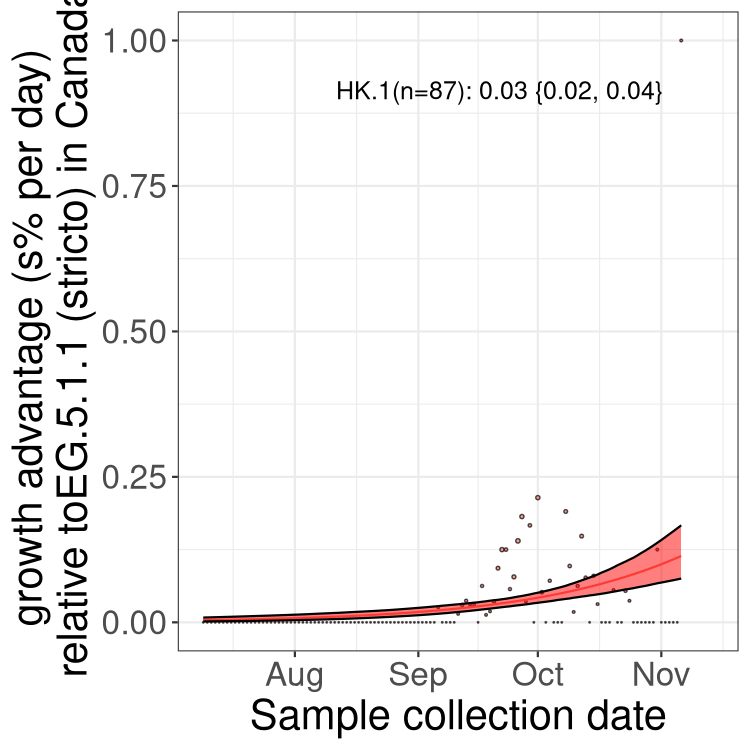 growth advantage (s% per day)
relative toEG.5.1.1 (stricto) in Canada
1.00
0.75
0.50
0.25
0.00
HK.1(n=87): 0.03 {0.02, 0.04}
Aug Sep Oct Nov
Sample collection date